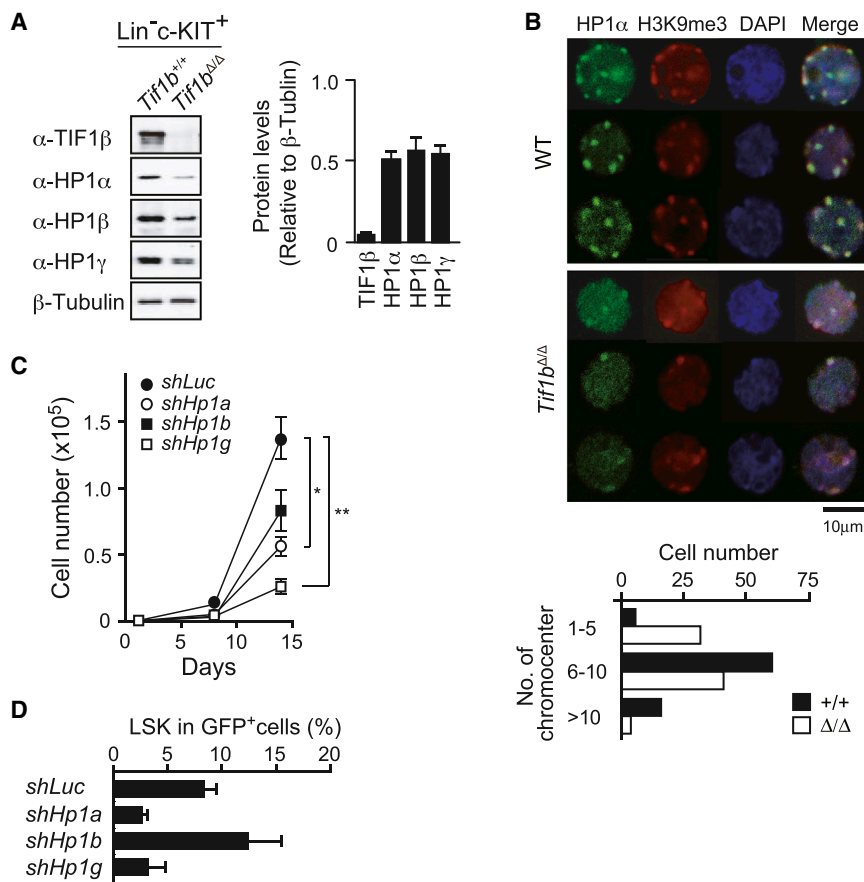 A
Lin⁻c-KIT⁺
Tif1b⁺/⁺
Tif1bΔ/Δ
α-TIF1β
α-HP1α
α-HP1β
α-HP1γ
β-Tubulin
Protein levels
(Relative to β-Tublin)
1.0
0.5
0
TIF1β
HP1α
HP1β
HP1γ
B
HP1α H3K9me3 DAPI Merge
WT
Tif1bΔ/Δ
10μm
Cell number
0 25 50 75
No. of
chromocenter
1-5
6-10
>10
+/+
Δ/Δ
C
shLuc
shHp1a
shHp1b
shHp1g
Cell number (x10⁵)
1.5
1.0
0.5
0
0 5 10 15
Days
*
**
D
LSK in GFP⁺cells (%)
0 5 10 15 20
shLuc
shHp1a
shHp1b
shHp1g